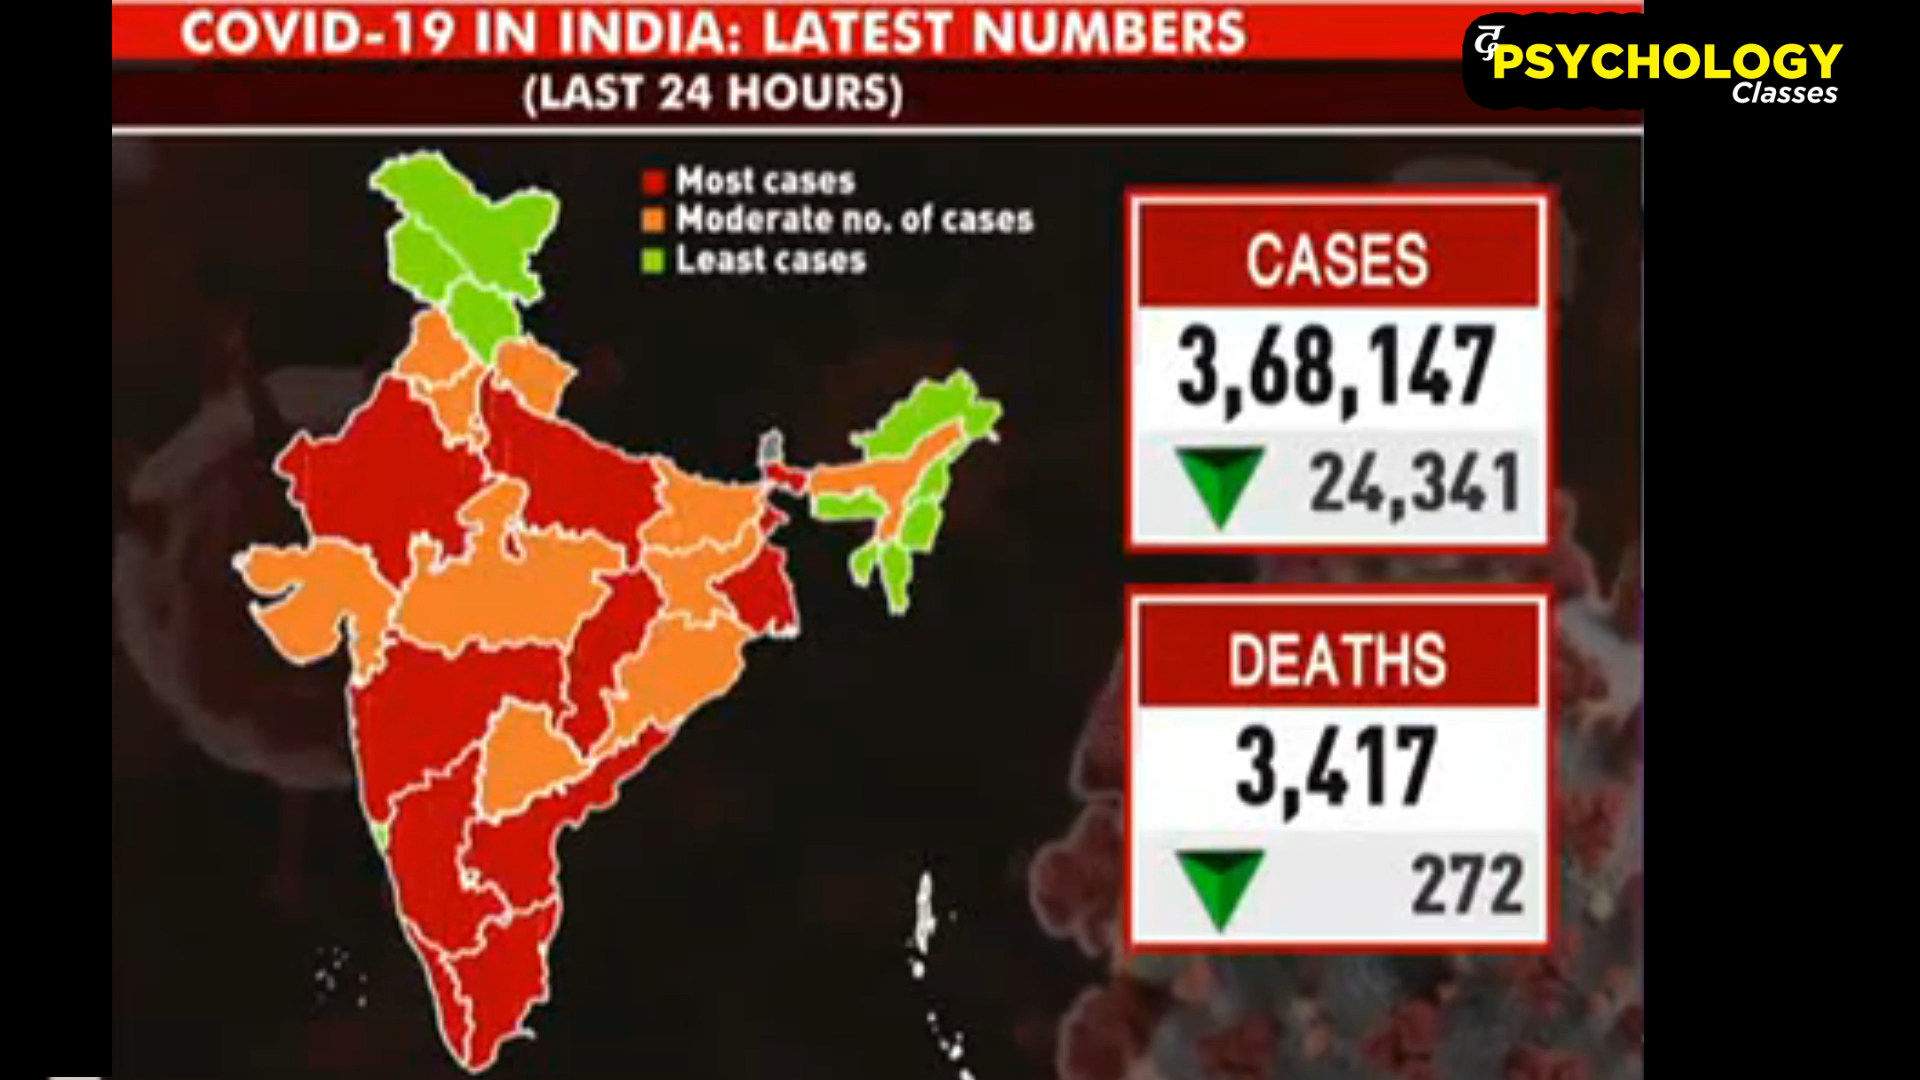 COVID-19 IN INDIA: LATEST NUMBERS
(LAST 24 HOURS)
द PSYCHOLOGY
Classes
Most cases
Moderate no. of cases
Least cases
CASES
3,68,147
24,341
DEATHS
3,417
272